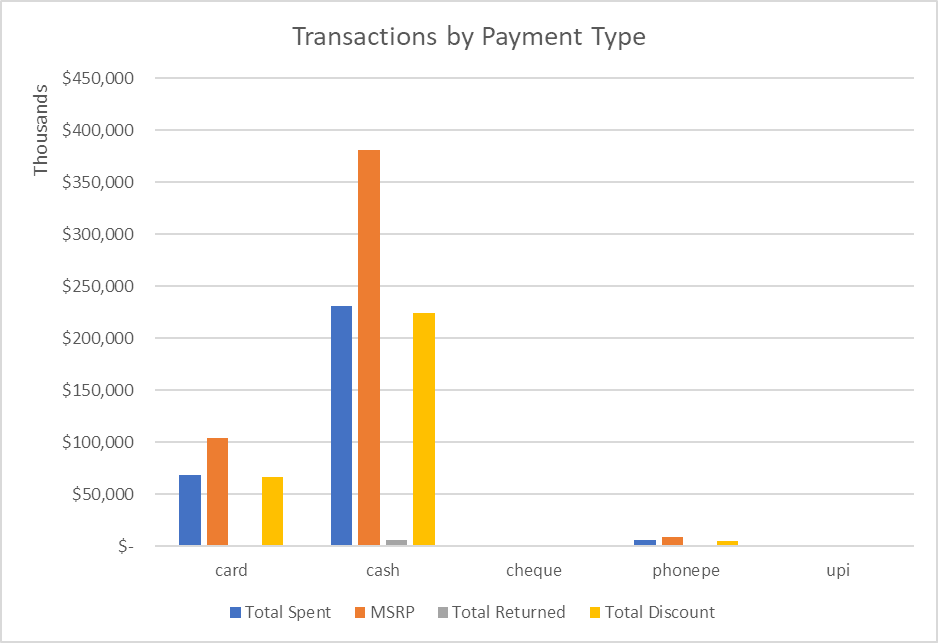 Transactions by Payment Type
Thousands
$450,000
$400,000
$350,000
$300,000
$250,000
$200,000
$150,000
$100,000
$50,000
$-
card cash cheque phonepe upi
Total Spent MSRP Total Returned Total Discount